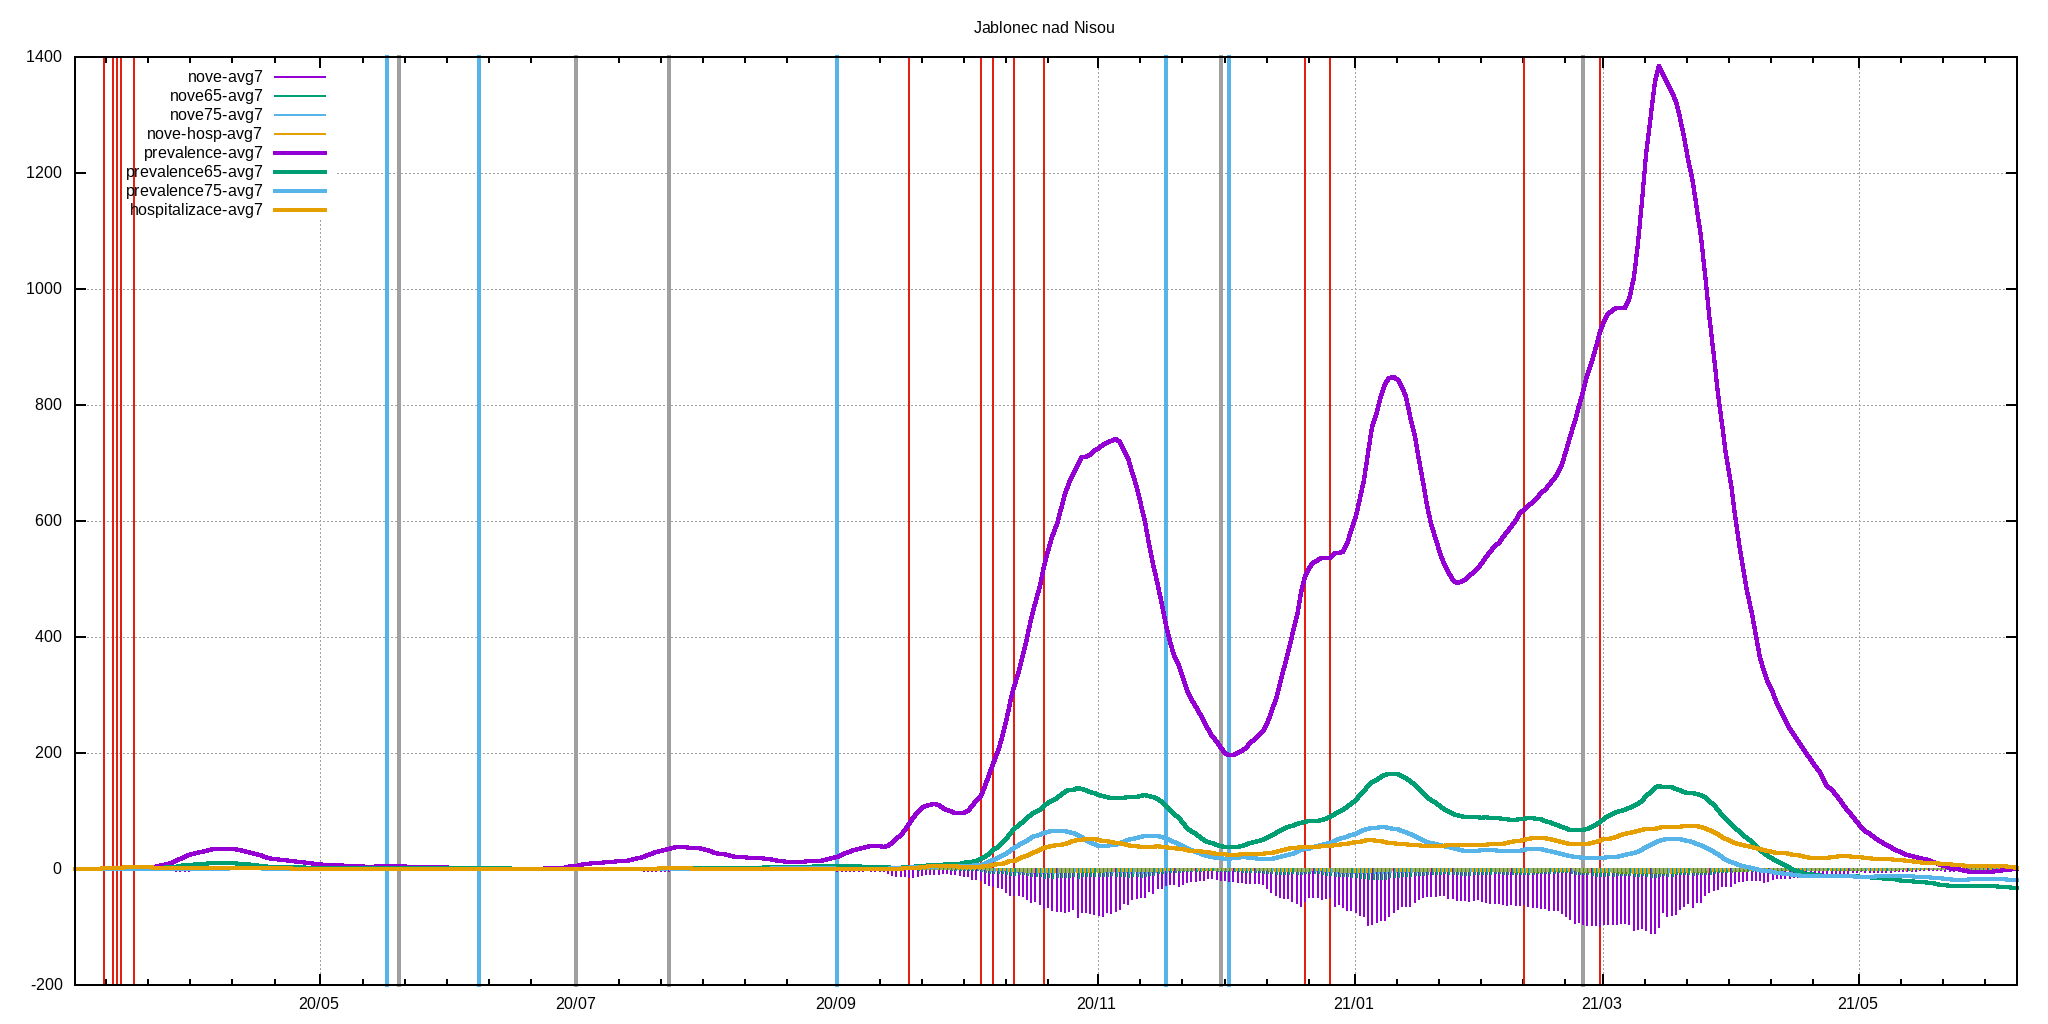 Jablonec nad Nisou
1400
1200
1000
800
600
400
200
0
-200
nove-avg7
nove65-avg7
nove75-avg7
nove-hosp-avg7
prevalence-avg7
prevalence65-avg7
prevalence75-avg7
hospitalizace-avg7
20/05 20/07 20/09 20/11 21/01 21/03 21/05